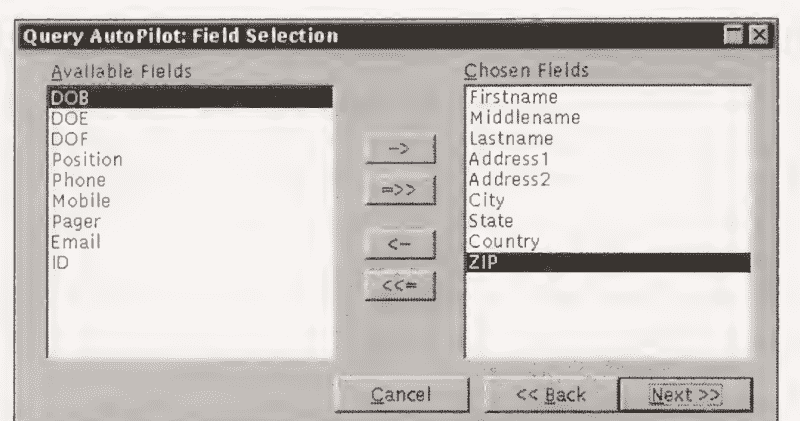 Query AutoPilot: Field Selection
Available Fields
DOB
DOE
DOF
Position
Phone
Mobile
Pager
Email
ID
->
=>>
<-
<<=
Chosen Fields
Firstname
Middlename
Lastname
Address1
Address2
City
State
Country
ZIP
Cancel
<< Back
Next >>